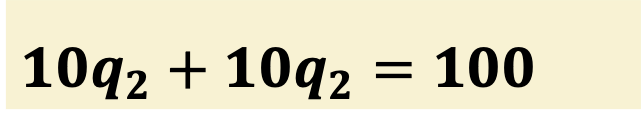 10q₂ + 10q₂ = 100